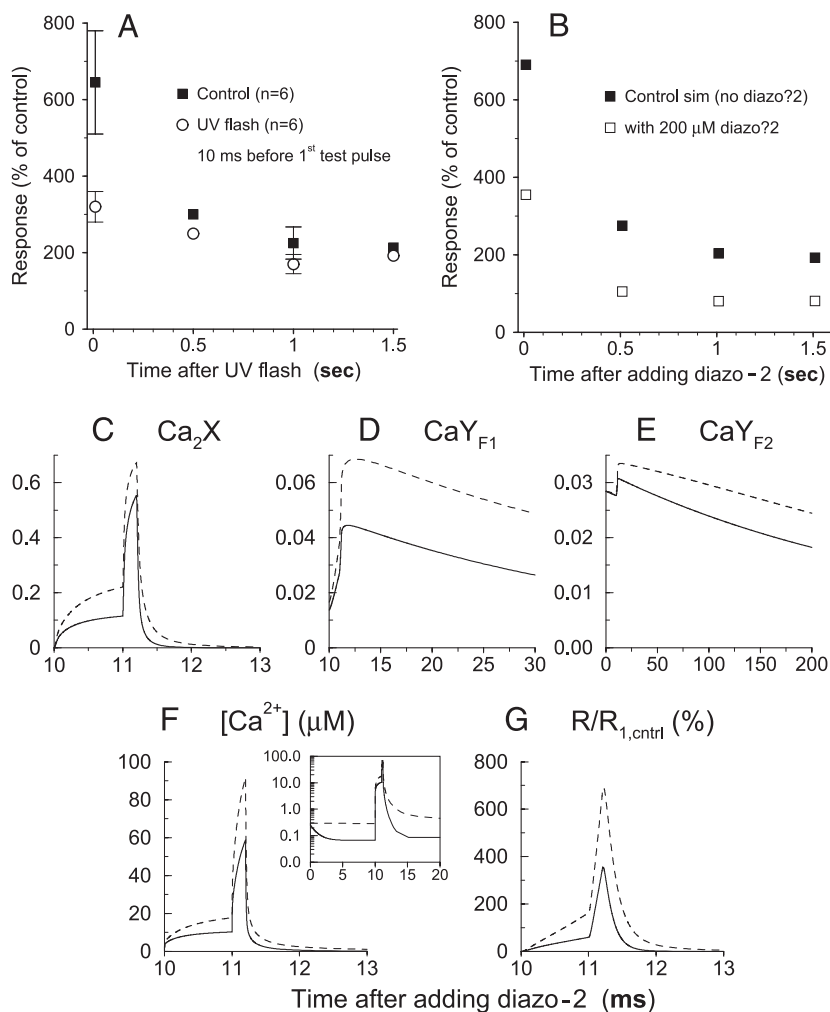 A
B
800
600
400
200
0
Response (% of control)
Control (n=6)
UV flash (n=6)
10 ms before 1st test pulse
0
0.5
1
1.5
Time after UV flash (sec)
800
600
400
200
0
Response (% of control)
Control sim (no diazo?2)
with 200 μM diazo?2
0
0.5
1
1.5
Time after adding diazo-2 (sec)
C Ca2X
0.6
0.4
0.2
0
10 11 12 13
D CaYF1
0.08
0.06
0.04
0.02
0.0
10 15 20 25 30
E CaYF2
0.04
0.03
0.02
0.01
0.00
0 50 100 150 200
F [Ca2+] (μM)
100
80
60
40
20
0
10 11 12 13
100.0
10.0
1.0
0.1
0.0
0 5 10 15 20
G R/R1,cntrl (%)
800
600
400
200
0
10 11 12 13
Time after adding diazo-2 (ms)